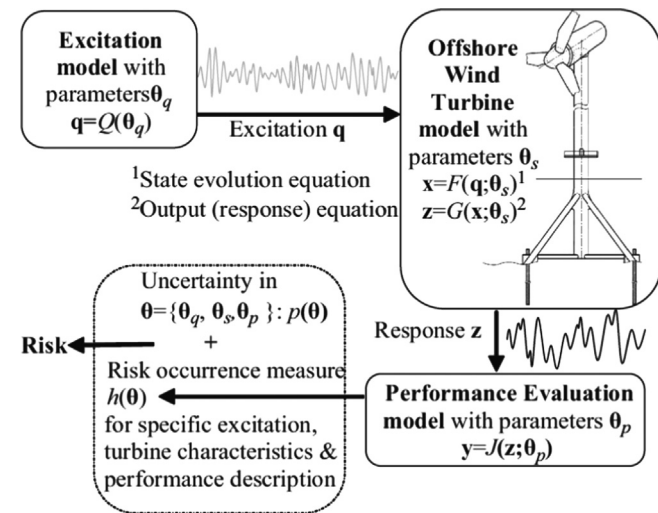 Excitation
model with
parametersθq
q=Q(θq)
Excitation q
Offshore
Wind
Turbine
model with
parameters θs
x=F(q;θs)1
z=G(x;θs)2
1State evolution equation
2Output (response) equation
Uncertainty in
θ={θq, θs,θp }: p(θ)
+
Risk
Risk occurrence measure
h(θ)
for specific excitation,
turbine characteristics &
performance description
Response z
Performance Evaluation
model with parameters θp
y=J(z;θp)